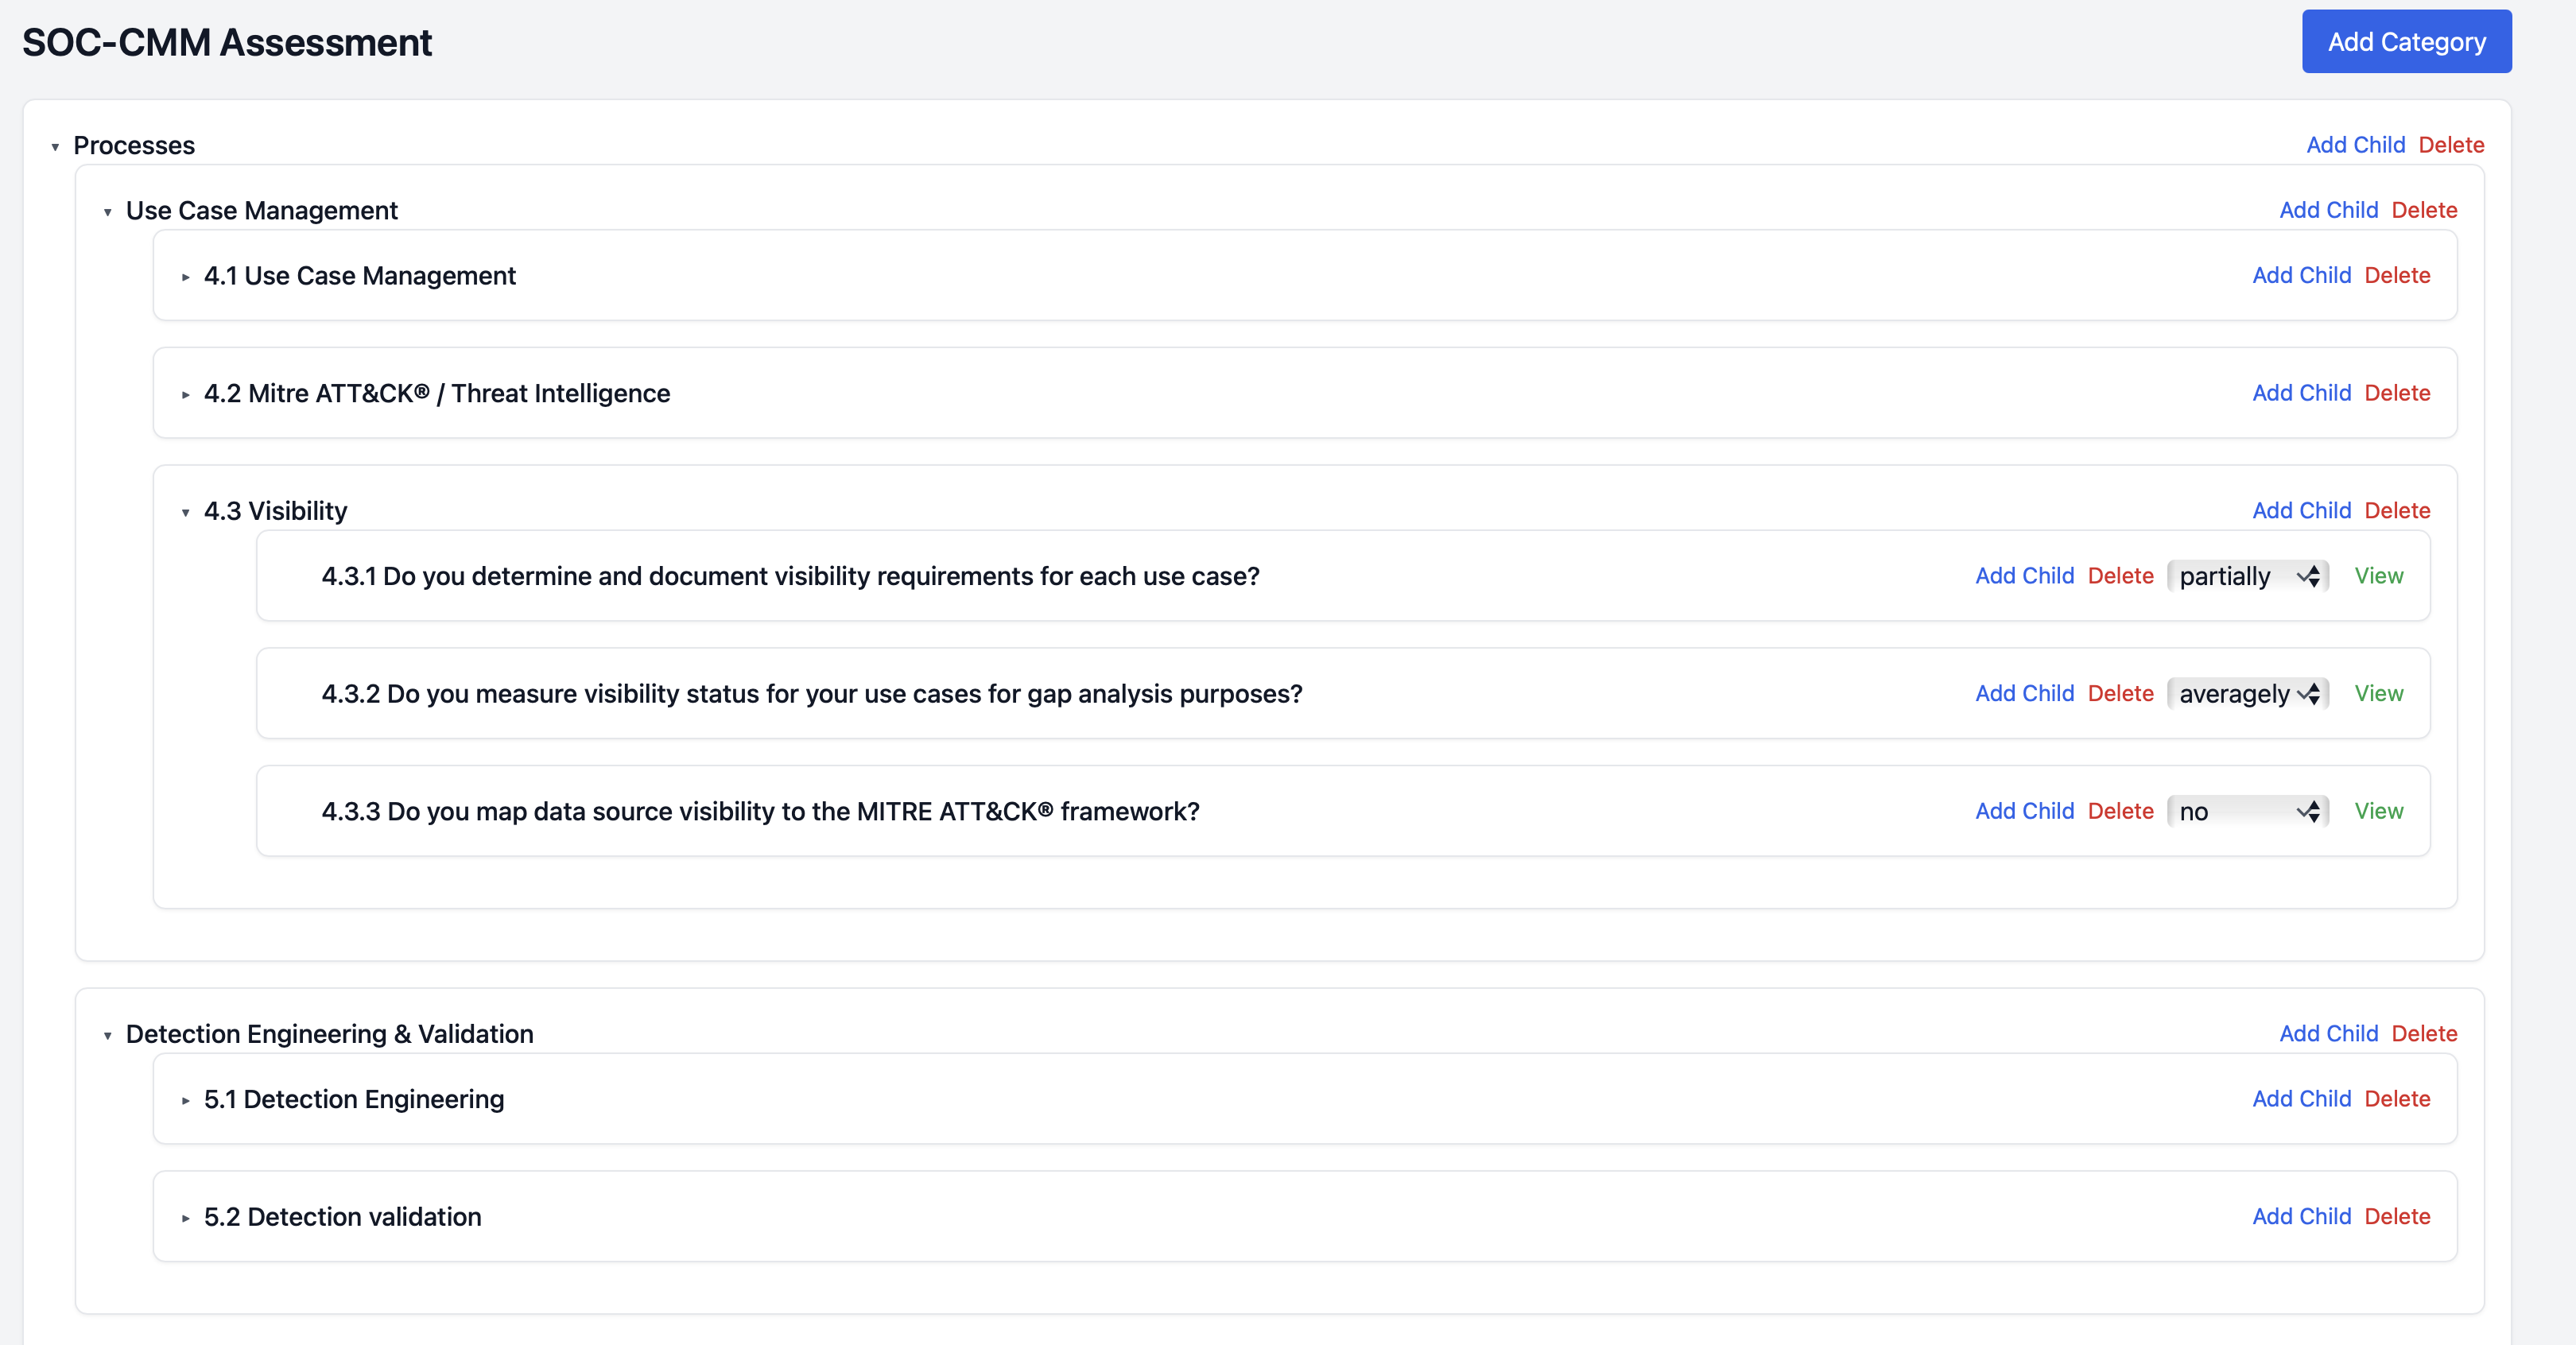 SOC-CMM Assessment
Add Category
Processes Add Child Delete
Use Case Management Add Child Delete
4.1 Use Case Management Add Child Delete
4.2 Mitre ATT&CK® / Threat Intelligence Add Child Delete
4.3 Visibility Add Child Delete
4.3.1 Do you determine and document visibility requirements for each use case? Add Child Delete partially View
4.3.2 Do you measure visibility status for your use cases for gap analysis purposes? Add Child Delete averagely View
4.3.3 Do you map data source visibility to the MITRE ATT&CK® framework? Add Child Delete no View
Detection Engineering & Validation Add Child Delete
5.1 Detection Engineering Add Child Delete
5.2 Detection validation Add Child Delete